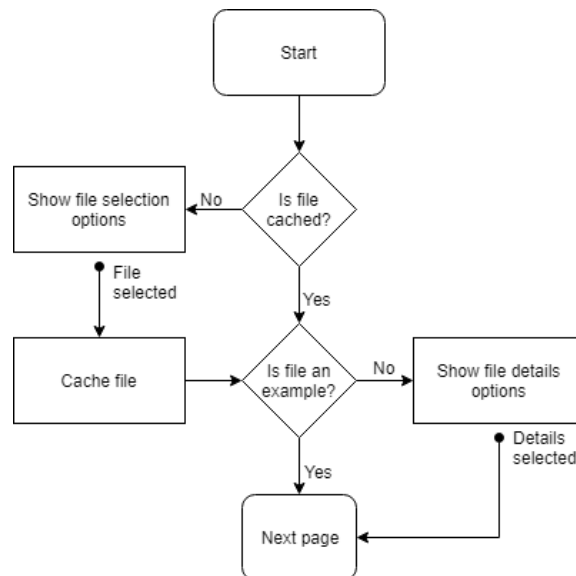 Start
Is file
cached?
No
Show file selection
options
File
selected
Yes
Cache file
Is file an
example?
No
Show file details
options
Details
selected
Yes
Next page